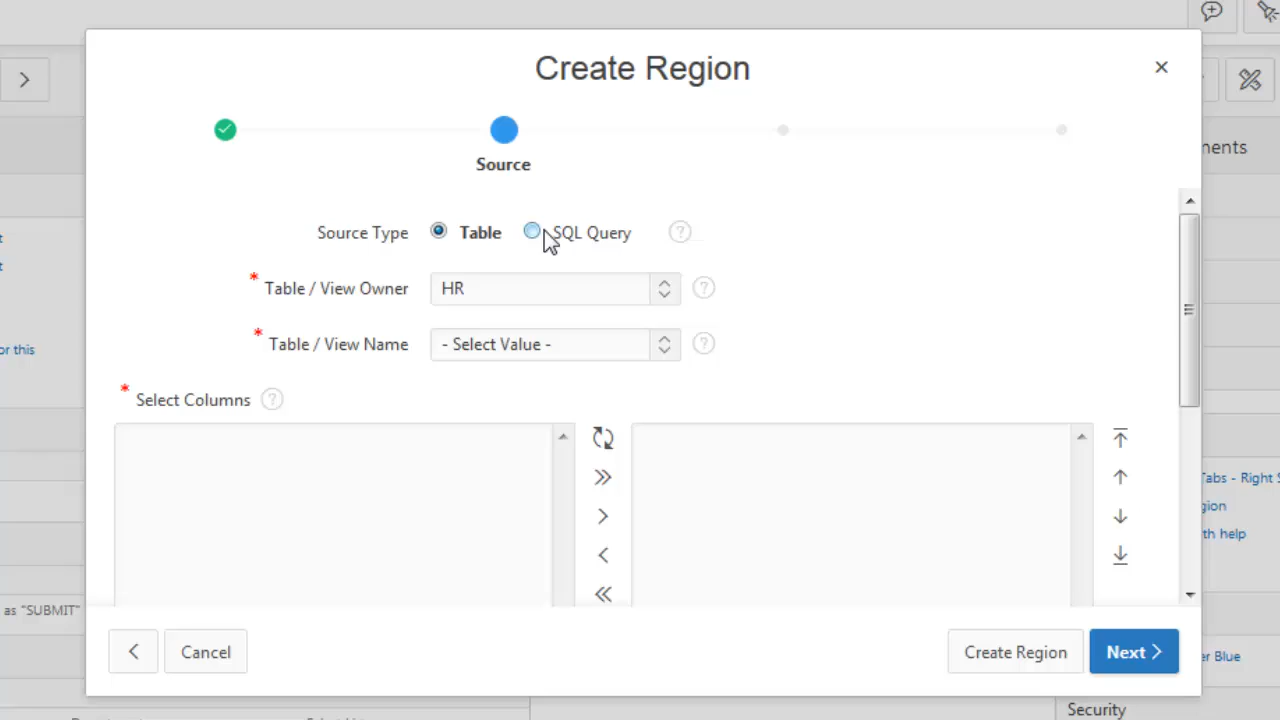 Create Region
Source
nents
Source Type Table SQL Query ?
* Table / View Owner HR ?
* Table / View Name - Select Value - ?
or this
* Select Columns ?
Tabs - Right S
gion
th help
as "SUBMIT"
Cancel Create Region Next
er Blue
Security